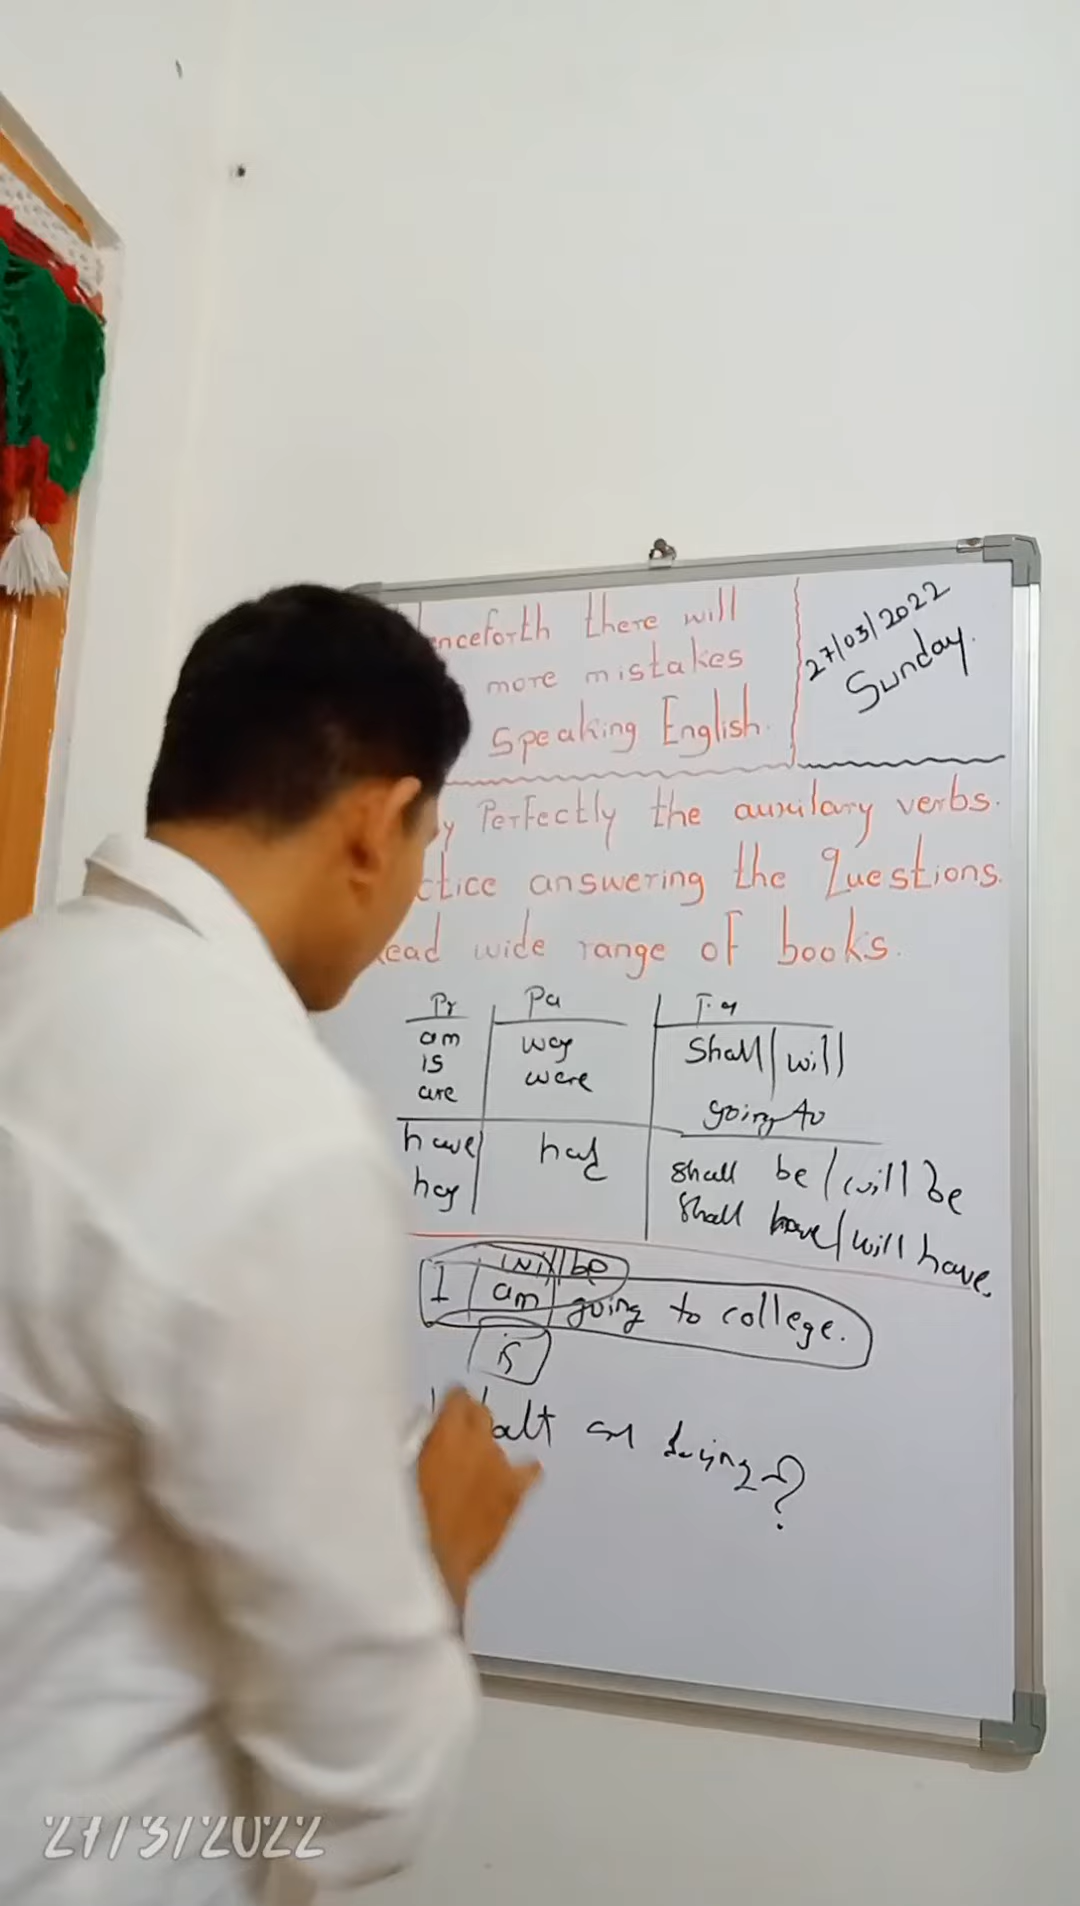 henceforth there will
more mistakes
Speaking English.
27/03/2022
Sunday.
Perfectly the auxilary verbs.
ctice answering the Questions.
ead wide range of books.
Pr Pa
am was Shall/will
is were
are going to
have had shall be/will be
has shall have/will have.
will be
I am going to college.
is
?
27/3/2022